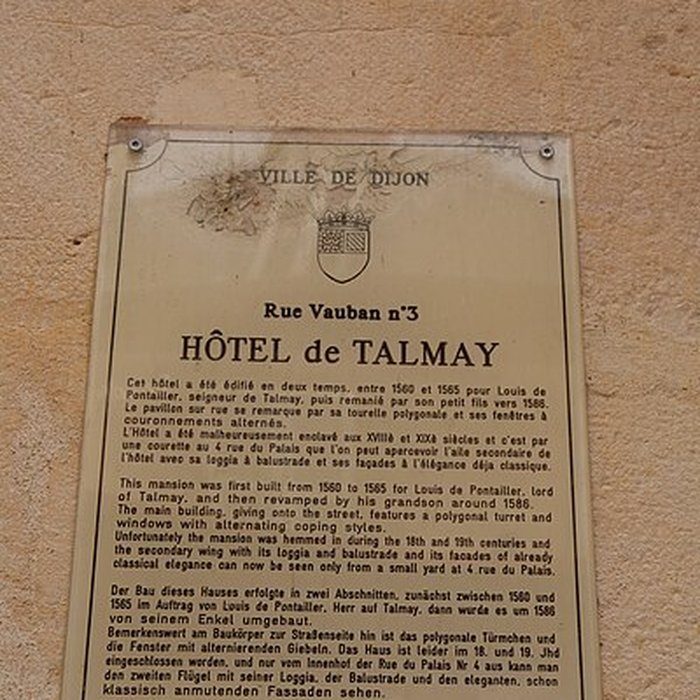 VILLE DE DIJON
Rue Vauban n°3
HÔTEL de TALMAY
Cet hôtel a été édifié en deux temps, entre 1560 et 1565 pour Louis de
Pontailler, seigneur de Talmay, puis remanié par son petit fils vers 1586.
Le pavillon sur rue se remarque par sa tourelle polygonale et ses fenêtres à
couronnements alternés.
L'Hôtel a été malheureusement enclavé aux XVIIIè et XIXè siècles et c'est par
une courette au 4 rue du Palais que l'on peut apercevoir l'aile secondaire de
l'hôtel avec sa loggia à balustrade et ses façades à l'élégance déja classique.
This mansion was first built from 1560 to 1565 for Louis de Pontailler, lord
of Talmay, and then revamped by his grandson around 1586.
The main building, giving onto the street, features a polygonal turret and
windows with alternating coping styles.
Unfortunately the mansion was hemmed in during the 18th and 19th centuries and
the secondary wing with its loggia and balustrade and its facades of already
classical elegance can now be seen only from a small yard at 4 rue du Palais.
Der Bau dieses Hauses erfolgte in zwei Abschnitten, zunächst zwischen 1560 und
1565 im Auftrag von Louis de Pontailler, Herr auf Talmay, dann wurde es um 1586
von seinem Enkel umgebaut.
Bemerkenswert am Baukörper zur Straßenseite hin ist das polygonale Türmchen und
die Fenster mit alternierenden Giebeln. Das Haus ist leider im 18. und 19. Jhd
eingeschlossen worden, und nur vom Innenhof der Rue du Palais Nr 4 aus kann man
den zweiten Flügel mit seiner Loggia, der Balustrade und den eleganten, schon
klassisch anmutenden Fassaden sehen.